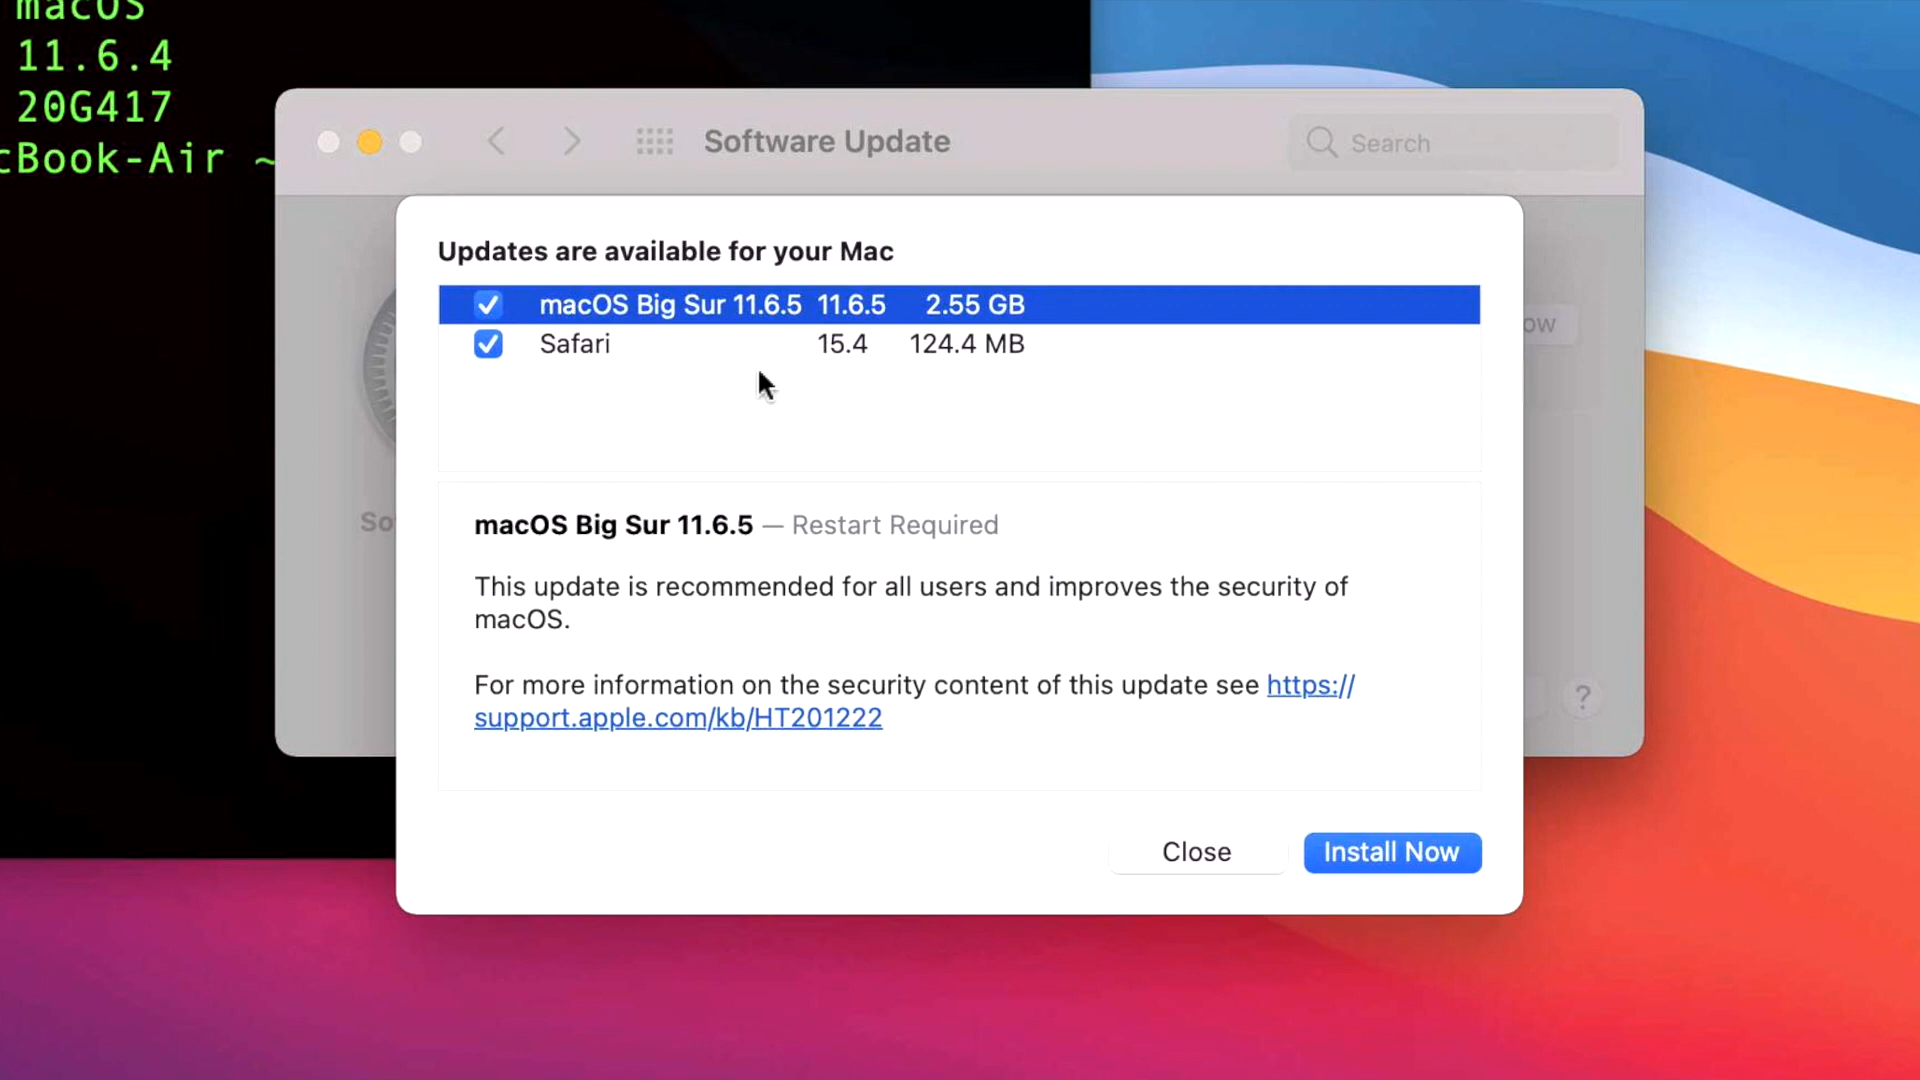 macOS
11.6.4
20G417
cBook-Air ~
Software Update
Search
Updates are available for your Mac
macOS Big Sur 11.6.5 11.6.5 2.55 GB
Safari 15.4 124.4 MB
ow
So
macOS Big Sur 11.6.5 — Restart Required
This update is recommended for all users and improves the security of
macOS.
For more information on the security content of this update see https://
support.apple.com/kb/HT201222
?
Close
Install Now